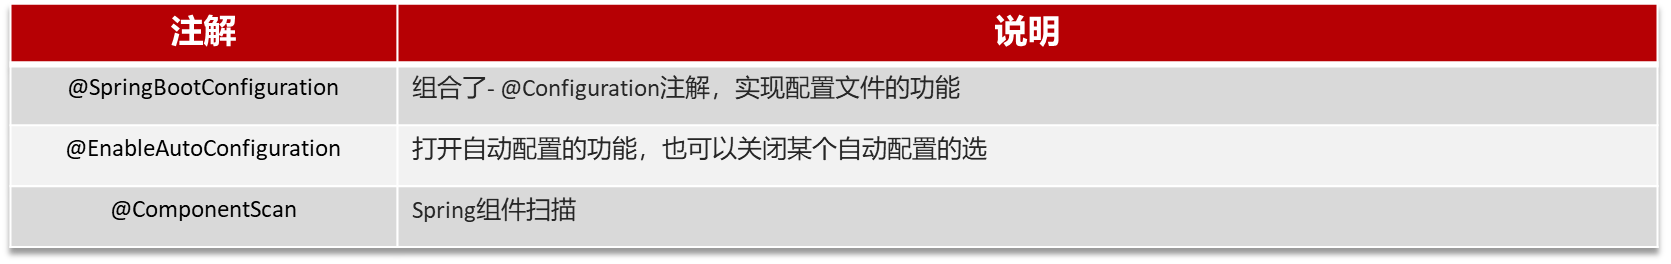 注解 说明
@SpringBootConfiguration 组合了- @Configuration注解，实现配置文件的功能
@EnableAutoConfiguration 打开自动配置的功能，也可以关闭某个自动配置的选
@ComponentScan Spring组件扫描